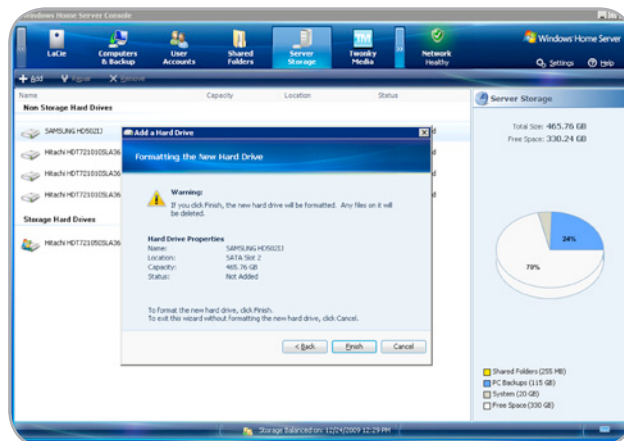 Windows Home Server Console
LaCie
Computers & Backup
User Accounts
Shared Folders
Server Storage
Twonky Media
Network Healthy
Windows Home Server
Settings Help
Add Repair Remove
Name Capacity Location Status
Non Storage Hard Drives
SAMSUNG HD502IJ
Hitachi HDT721010SLA36
Hitachi HDT721010SLA36
Hitachi HDT721010SLA36
Storage Hard Drives
Hitachi HDT721050SLA36
Add a Hard Drive
Formatting the New Hard Drive
Warning:
If you click Finish, the new hard drive will be formatted. Any files on it will
be deleted.
Hard Drive Properties
Name: SAMSUNG HD502IJ
Location: SATA Slot 2
Capacity: 465.76 GB
Status: Not Added
To format the new hard drive, click Finish.
To exit this wizard without formatting the new hard drive, click Cancel.
< Back Finish Cancel
Server Storage
Total Size: 465.76 GB
Free Space: 330.24 GB
24%
70%
Shared Folders (255 MB)
PC Backups (115 GB)
System (20 GB)
Free Space (330 GB)
Storage Balanced on: 12/24/2009 12:29 PM